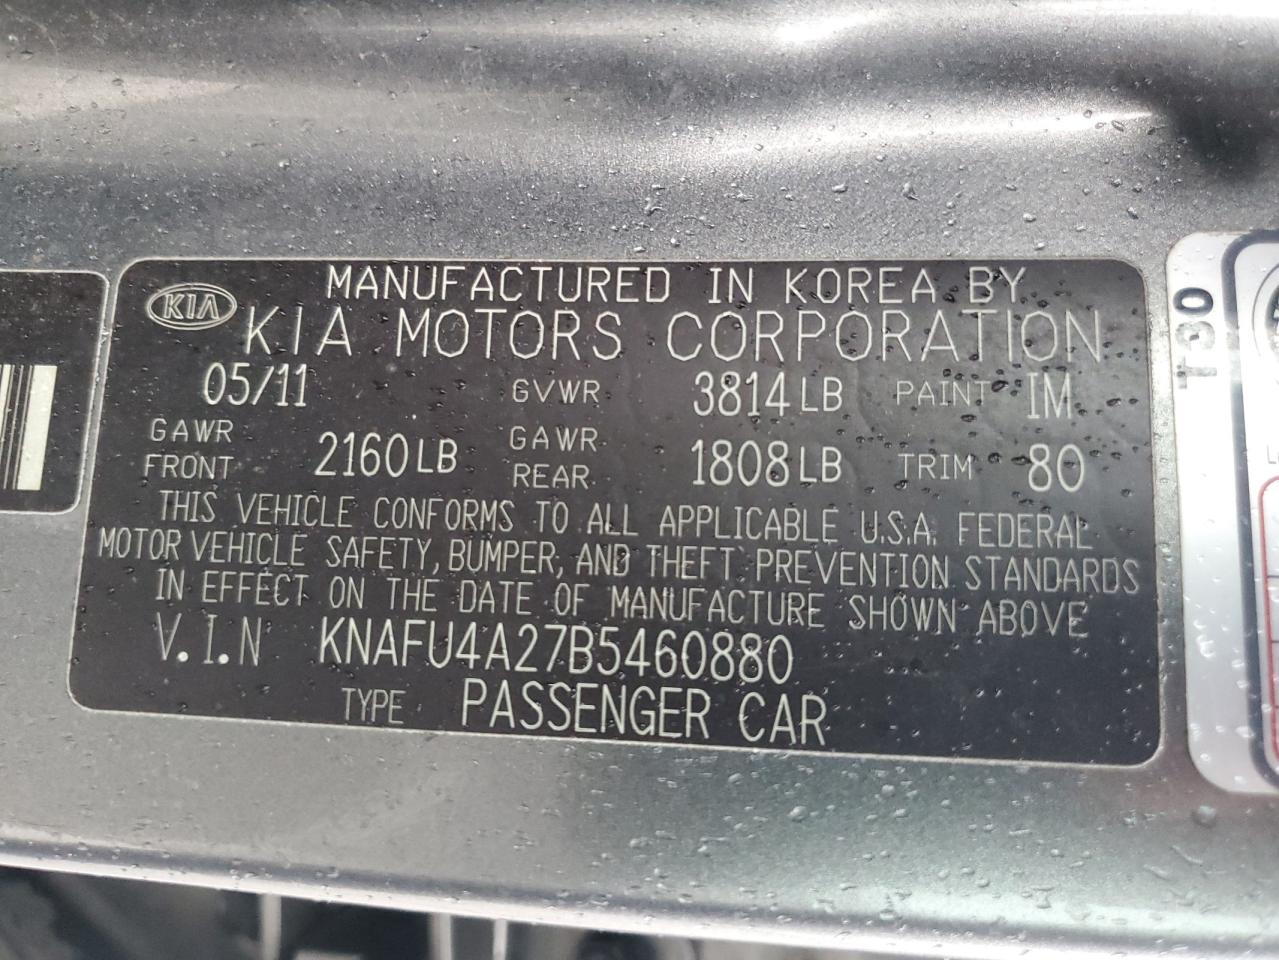 MANUFACTURED IN KOREA BY
KIA KIA MOTORS CORPORATION
05/11 GVWR 3814LB PAINT IM
GAWR FRONT 2160LB GAWR REAR 1808LB TRIM 80
THIS VEHICLE CONFORMS TO ALL APPLICABLE U.S.A. FEDERAL
MOTOR VEHICLE SAFETY, BUMPER, AND THEFT PREVENTION STANDARDS
IN EFFECT ON THE DATE OF MANUFACTURE SHOWN ABOVE
V.I.N KNAFU4A27B5460880
TYPE PASSENGER CAR
T30